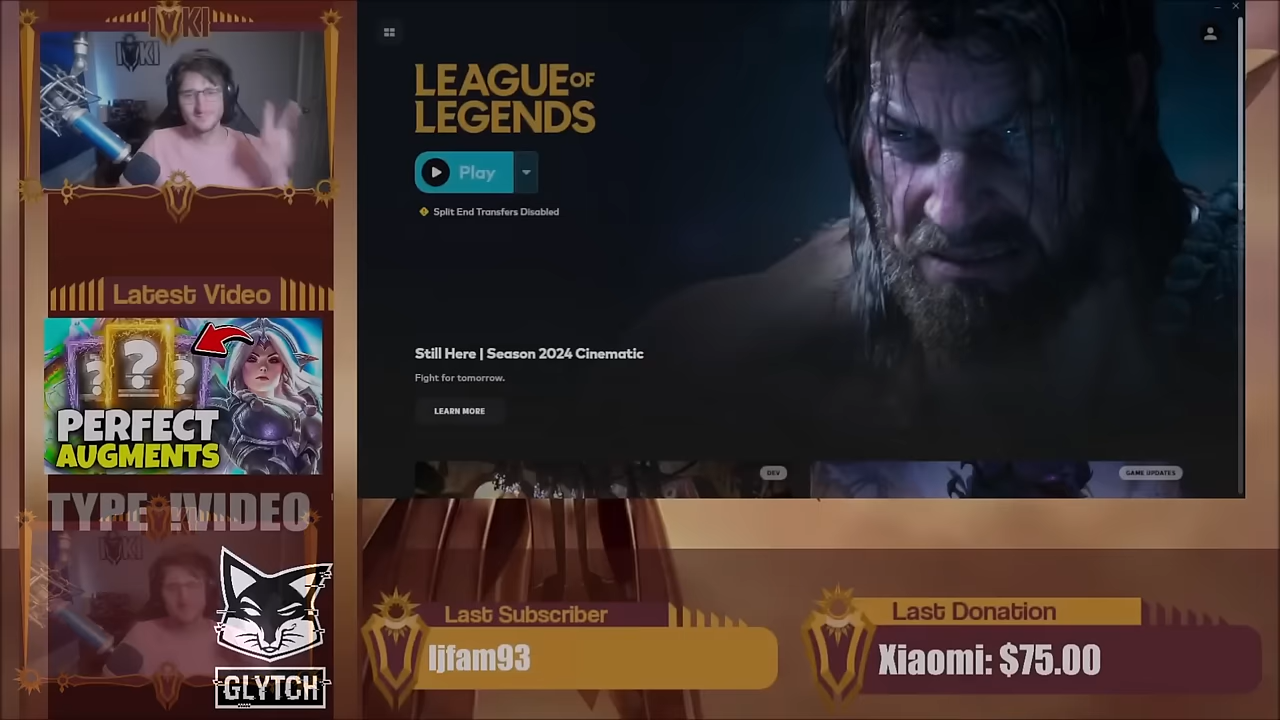 IVKI
IVKI
LEAGUE OF
LEGENDS
Play
Split End Transfers Disabled
Latest Video
PERFECT
AUGMENTS
Still Here | Season 2024 Cinematic
Fight for tomorrow.
LEARN MORE
DEV
GAME UPDATES
TYPE !VIDEO
GLYTCH
Last Subscriber
ljfam93
Last Donation
Xiaomi: $75.00